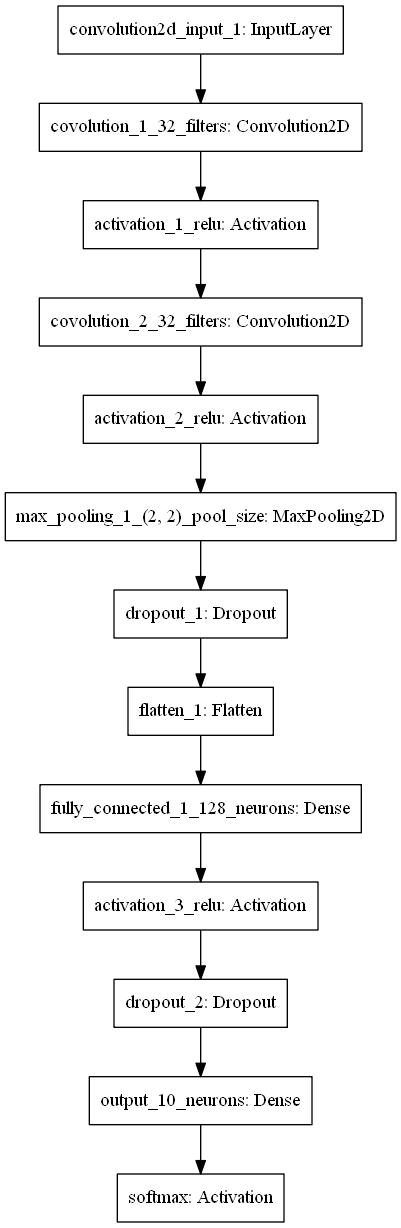 convolution2d_input_1: InputLayer
covolution_1_32_filters: Convolution2D
activation_1_relu: Activation
covolution_2_32_filters: Convolution2D
activation_2_relu: Activation
max_pooling_1_(2, 2)_pool_size: MaxPooling2D
dropout_1: Dropout
flatten_1: Flatten
fully_connected_1_128_neurons: Dense
activation_3_relu: Activation
dropout_2: Dropout
output_10_neurons: Dense
softmax: Activation